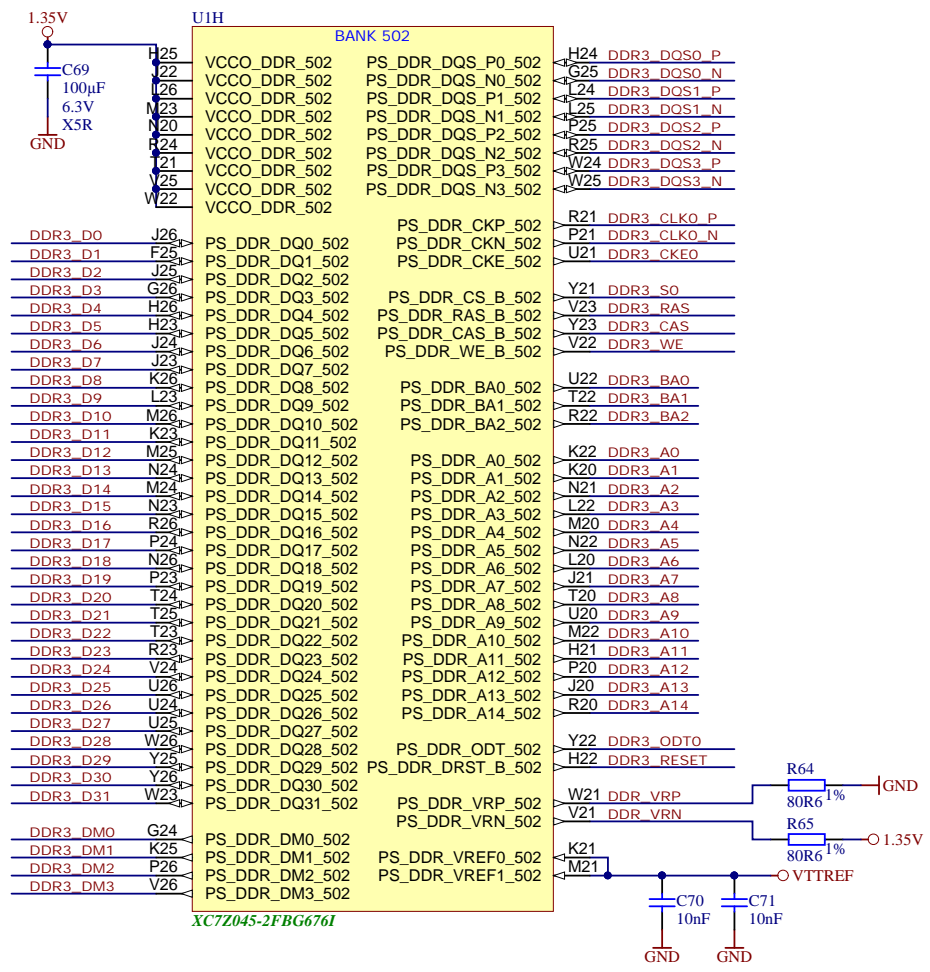 1.35V
U1H
BANK 502
C69
100µF
6.3V
X5R
GND
H25 VCCO_DDR_502
J22 VCCO_DDR_502
L26 VCCO_DDR_502
M23 VCCO_DDR_502
N20 VCCO_DDR_502
R24 VCCO_DDR_502
T21 VCCO_DDR_502
V25 VCCO_DDR_502
W22 VCCO_DDR_502
DDR3_D0 J26 PS_DDR_DQ0_502
DDR3_D1 F25 PS_DDR_DQ1_502
DDR3_D2 J25 PS_DDR_DQ2_502
DDR3_D3 G26 PS_DDR_DQ3_502
DDR3_D4 H26 PS_DDR_DQ4_502
DDR3_D5 H23 PS_DDR_DQ5_502
DDR3_D6 J24 PS_DDR_DQ6_502
DDR3_D7 J23 PS_DDR_DQ7_502
DDR3_D8 K26 PS_DDR_DQ8_502
DDR3_D9 L23 PS_DDR_DQ9_502
DDR3_D10 M26 PS_DDR_DQ10_502
DDR3_D11 K23 PS_DDR_DQ11_502
DDR3_D12 M25 PS_DDR_DQ12_502
DDR3_D13 N24 PS_DDR_DQ13_502
DDR3_D14 M24 PS_DDR_DQ14_502
DDR3_D15 N23 PS_DDR_DQ15_502
DDR3_D16 R26 PS_DDR_DQ16_502
DDR3_D17 P24 PS_DDR_DQ17_502
DDR3_D18 N26 PS_DDR_DQ18_502
DDR3_D19 P23 PS_DDR_DQ19_502
DDR3_D20 T24 PS_DDR_DQ20_502
DDR3_D21 T25 PS_DDR_DQ21_502
DDR3_D22 T23 PS_DDR_DQ22_502
DDR3_D23 R23 PS_DDR_DQ23_502
DDR3_D24 V24 PS_DDR_DQ24_502
DDR3_D25 U26 PS_DDR_DQ25_502
DDR3_D26 U24 PS_DDR_DQ26_502
DDR3_D27 U25 PS_DDR_DQ27_502
DDR3_D28 W26 PS_DDR_DQ28_502
DDR3_D29 Y25 PS_DDR_DQ29_502
DDR3_D30 Y26 PS_DDR_DQ30_502
DDR3_D31 W23 PS_DDR_DQ31_502
DDR3_DM0 G24 PS_DDR_DM0_502
DDR3_DM1 K25 PS_DDR_DM1_502
DDR3_DM2 P26 PS_DDR_DM2_502
DDR3_DM3 V26 PS_DDR_DM3_502
PS_DDR_DQS_P0_502 H24 DDR3_DQS0_P
PS_DDR_DQS_N0_502 G25 DDR3_DQS0_N
PS_DDR_DQS_P1_502 L24 DDR3_DQS1_P
PS_DDR_DQS_N1_502 L25 DDR3_DQS1_N
PS_DDR_DQS_P2_502 P25 DDR3_DQS2_P
PS_DDR_DQS_N2_502 R25 DDR3_DQS2_N
PS_DDR_DQS_P3_502 W24 DDR3_DQS3_P
PS_DDR_DQS_N3_502 W25 DDR3_DQS3_N
PS_DDR_CKP_502 R21 DDR3_CLK0_P
PS_DDR_CKN_502 P21 DDR3_CLK0_N
PS_DDR_CKE_502 U21 DDR3_CKE0
PS_DDR_CS_B_502 Y21 DDR3_S0
PS_DDR_RAS_B_502 V23 DDR3_RAS
PS_DDR_CAS_B_502 Y23 DDR3_CAS
PS_DDR_WE_B_502 V22 DDR3_WE
PS_DDR_BA0_502 U22 DDR3_BA0
PS_DDR_BA1_502 T22 DDR3_BA1
PS_DDR_BA2_502 R22 DDR3_BA2
PS_DDR_A0_502 K22 DDR3_A0
PS_DDR_A1_502 K20 DDR3_A1
PS_DDR_A2_502 N21 DDR3_A2
PS_DDR_A3_502 L22 DDR3_A3
PS_DDR_A4_502 M20 DDR3_A4
PS_DDR_A5_502 N22 DDR3_A5
PS_DDR_A6_502 L20 DDR3_A6
PS_DDR_A7_502 J21 DDR3_A7
PS_DDR_A8_502 T20 DDR3_A8
PS_DDR_A9_502 U20 DDR3_A9
PS_DDR_A10_502 M22 DDR3_A10
PS_DDR_A11_502 H21 DDR3_A11
PS_DDR_A12_502 P20 DDR3_A12
PS_DDR_A13_502 J20 DDR3_A13
PS_DDR_A14_502 R20 DDR3_A14
PS_DDR_ODT_502 Y22 DDR3_ODT0
PS_DDR_DRST_B_502 H22 DDR3_RESET
PS_DDR_VRP_502 W21 DDR_VRP
PS_DDR_VRN_502 V21 DDR_VRN
PS_DDR_VREF0_502 K21
PS_DDR_VREF1_502 M21
R64
80R6 1%
GND
R65
80R6 1%
1.35V
VTTREF
C70
10nF
C71
10nF
GND
GND
XC7Z045-2FBG676I